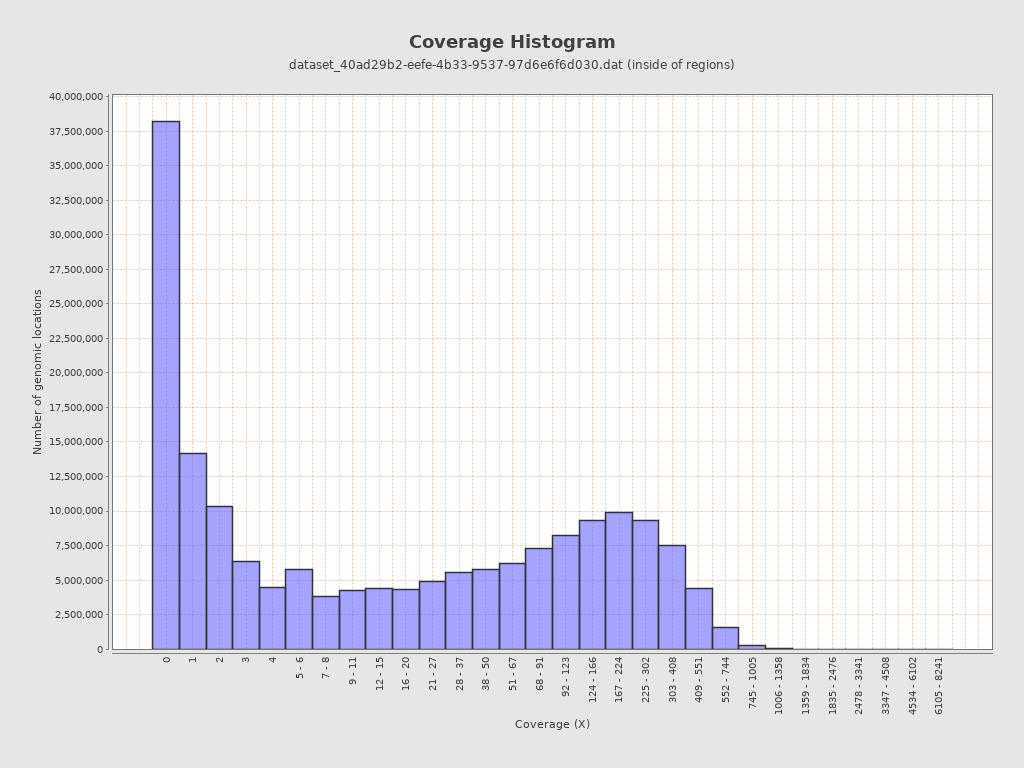 Coverage Histogram
dataset_40ad29b2-eefe-4b33-9537-97d6e6f6d030.dat (inside of regions)
Number of genomic locations
40,000,000
37,500,000
35,000,000
32,500,000
30,000,000
27,500,000
25,000,000
22,500,000
20,000,000
17,500,000
15,000,000
12,500,000
10,000,000
7,500,000
5,000,000
2,500,000
0
0
1
2
3
4
5 - 6
7 - 8
9 - 11
12 - 15
16 - 20
21 - 27
28 - 37
38 - 50
51 - 67
68 - 91
92 - 123
124 - 166
167 - 224
225 - 302
303 - 408
409 - 551
552 - 744
745 - 1005
1006 - 1358
1359 - 1834
1835 - 2476
2478 - 3341
3347 - 4508
4534 - 6102
6105 - 8241
Coverage (X)